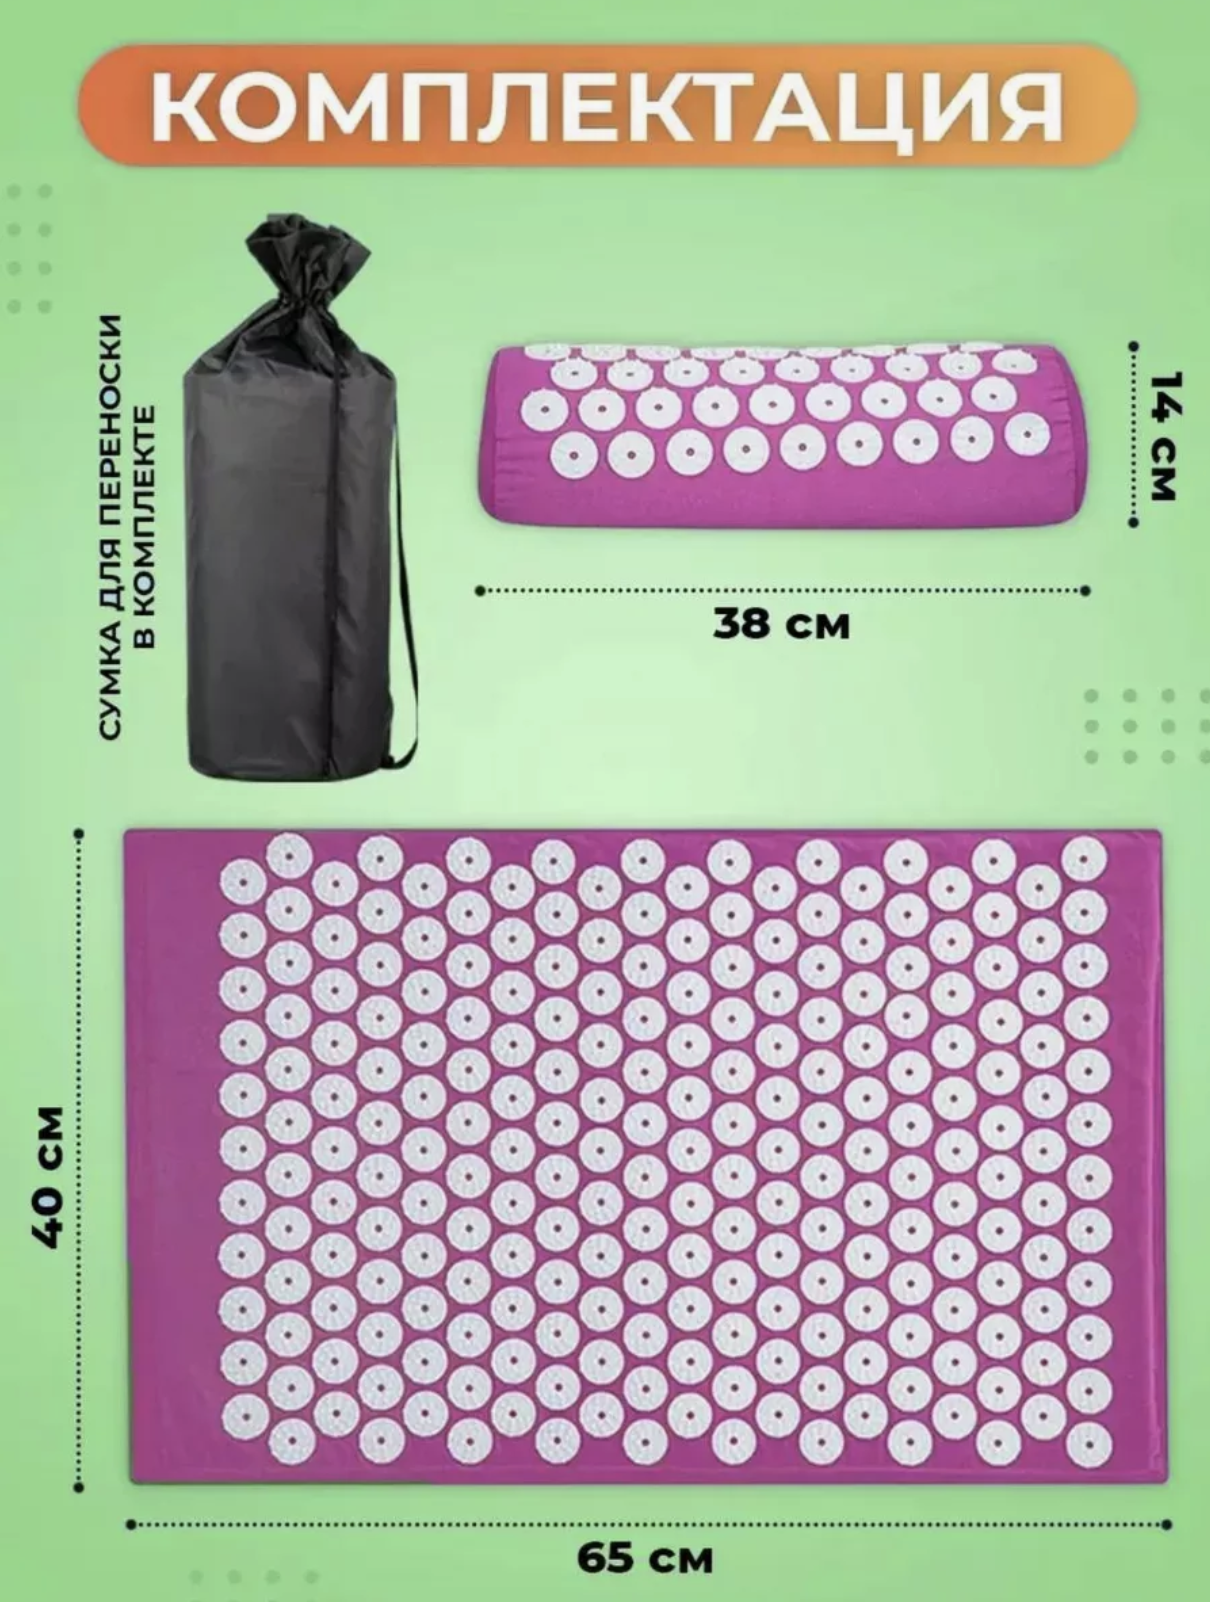 КОМПЛЕКТАЦИЯ
СУМКА ДЛЯ ПЕРЕНОСКИ
В КОМПЛЕКТЕ
14 см
38 см
40 см
65 см